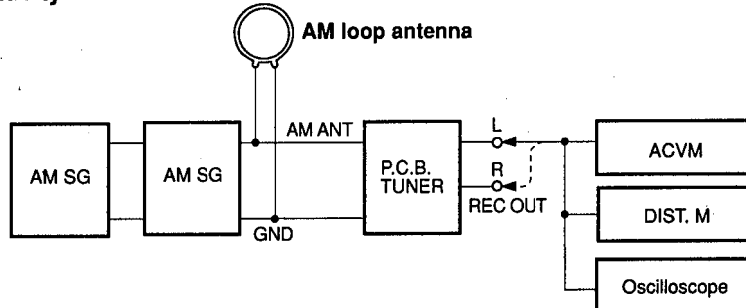 AM loop antenna
AM SG
AM SG
AM ANT
GND
P.C.B.
TUNER
L
R
REC OUT
ACVM
DIST. M
Oscilloscope